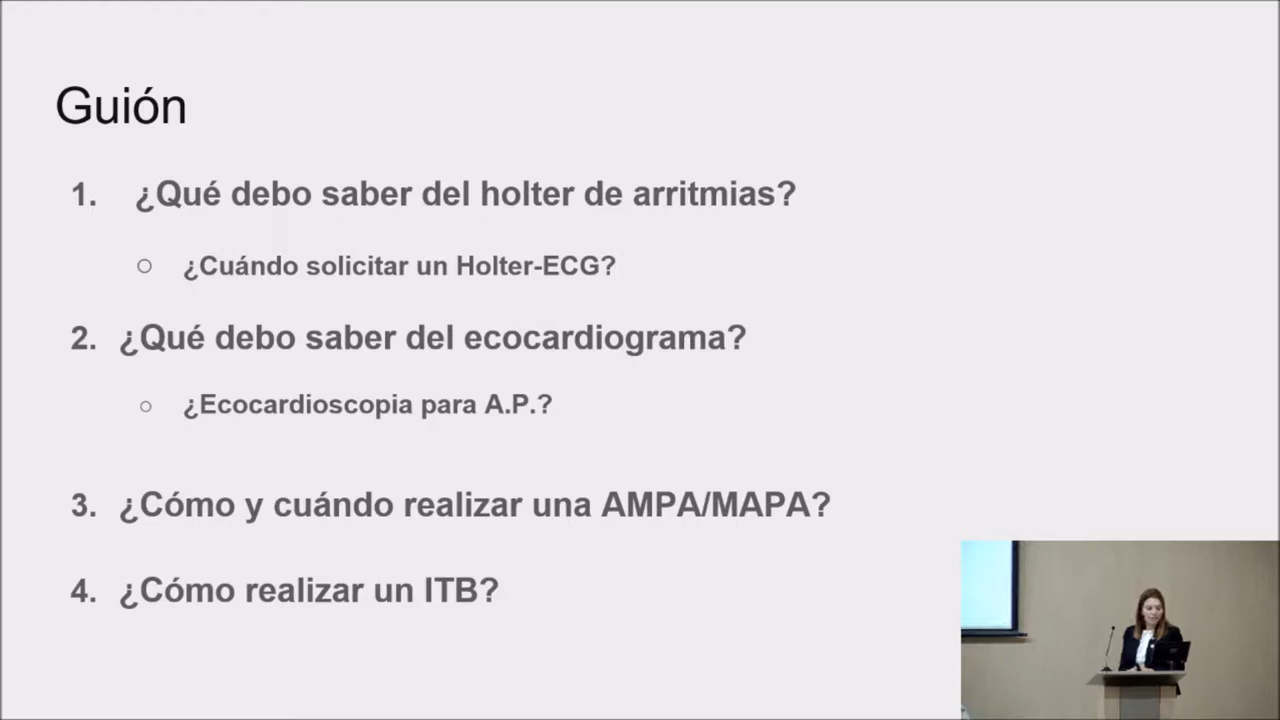 Guión
1. ¿Qué debo saber del holter de arritmias?
○ ¿Cuándo solicitar un Holter-ECG?
2. ¿Qué debo saber del ecocardiograma?
○ ¿Ecocardioscopia para A.P.?
3. ¿Cómo y cuándo realizar una AMPA/MAPA?
4. ¿Cómo realizar un ITB?